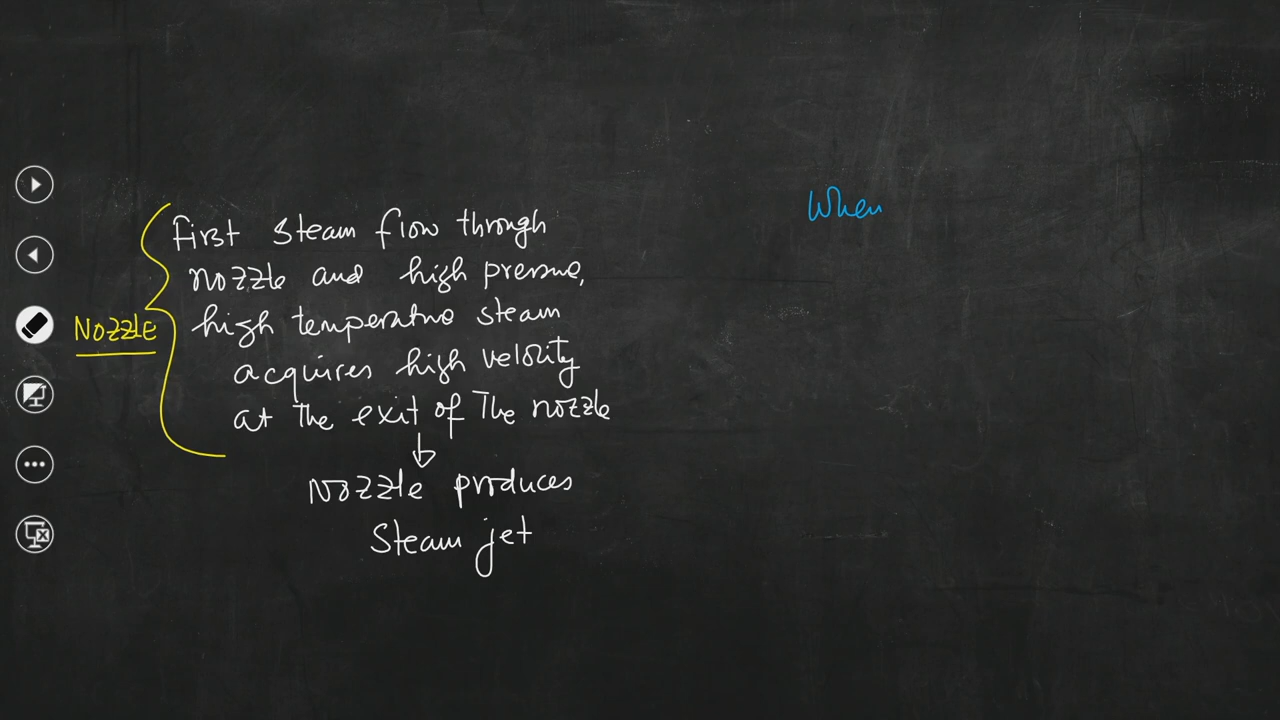 NOZZLE
First steam flow through
nozzle and high pressure,
high temperature steam
acquires high velocity
at the exit of The nozzle
Nozzle produces
Steam jet
When